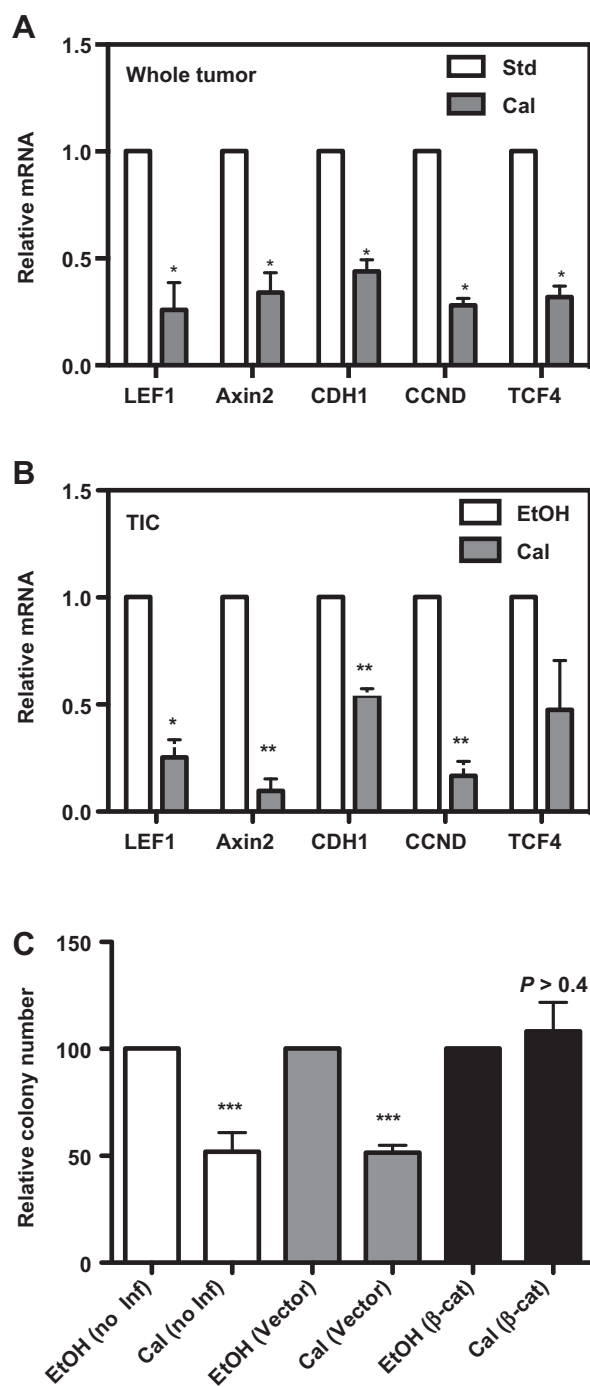 A
1.5
Whole tumor
Std
Cal
1.0
Relative mRNA
*
*
*
*
*
0.5
0.0
LEF1 Axin2 CDH1 CCND TCF4
B
1.5
TIC
EtOH
Cal
1.0
Relative mRNA
*
**
**
**
0.5
0.0
LEF1 Axin2 CDH1 CCND TCF4
C
150
P > 0.4
100
Relative colony number
***
***
50
0
EtOH (no Inf)
Cal (no Inf)
EtOH (Vector)
Cal (Vector)
EtOH (β-cat)
Cal (β-cat)